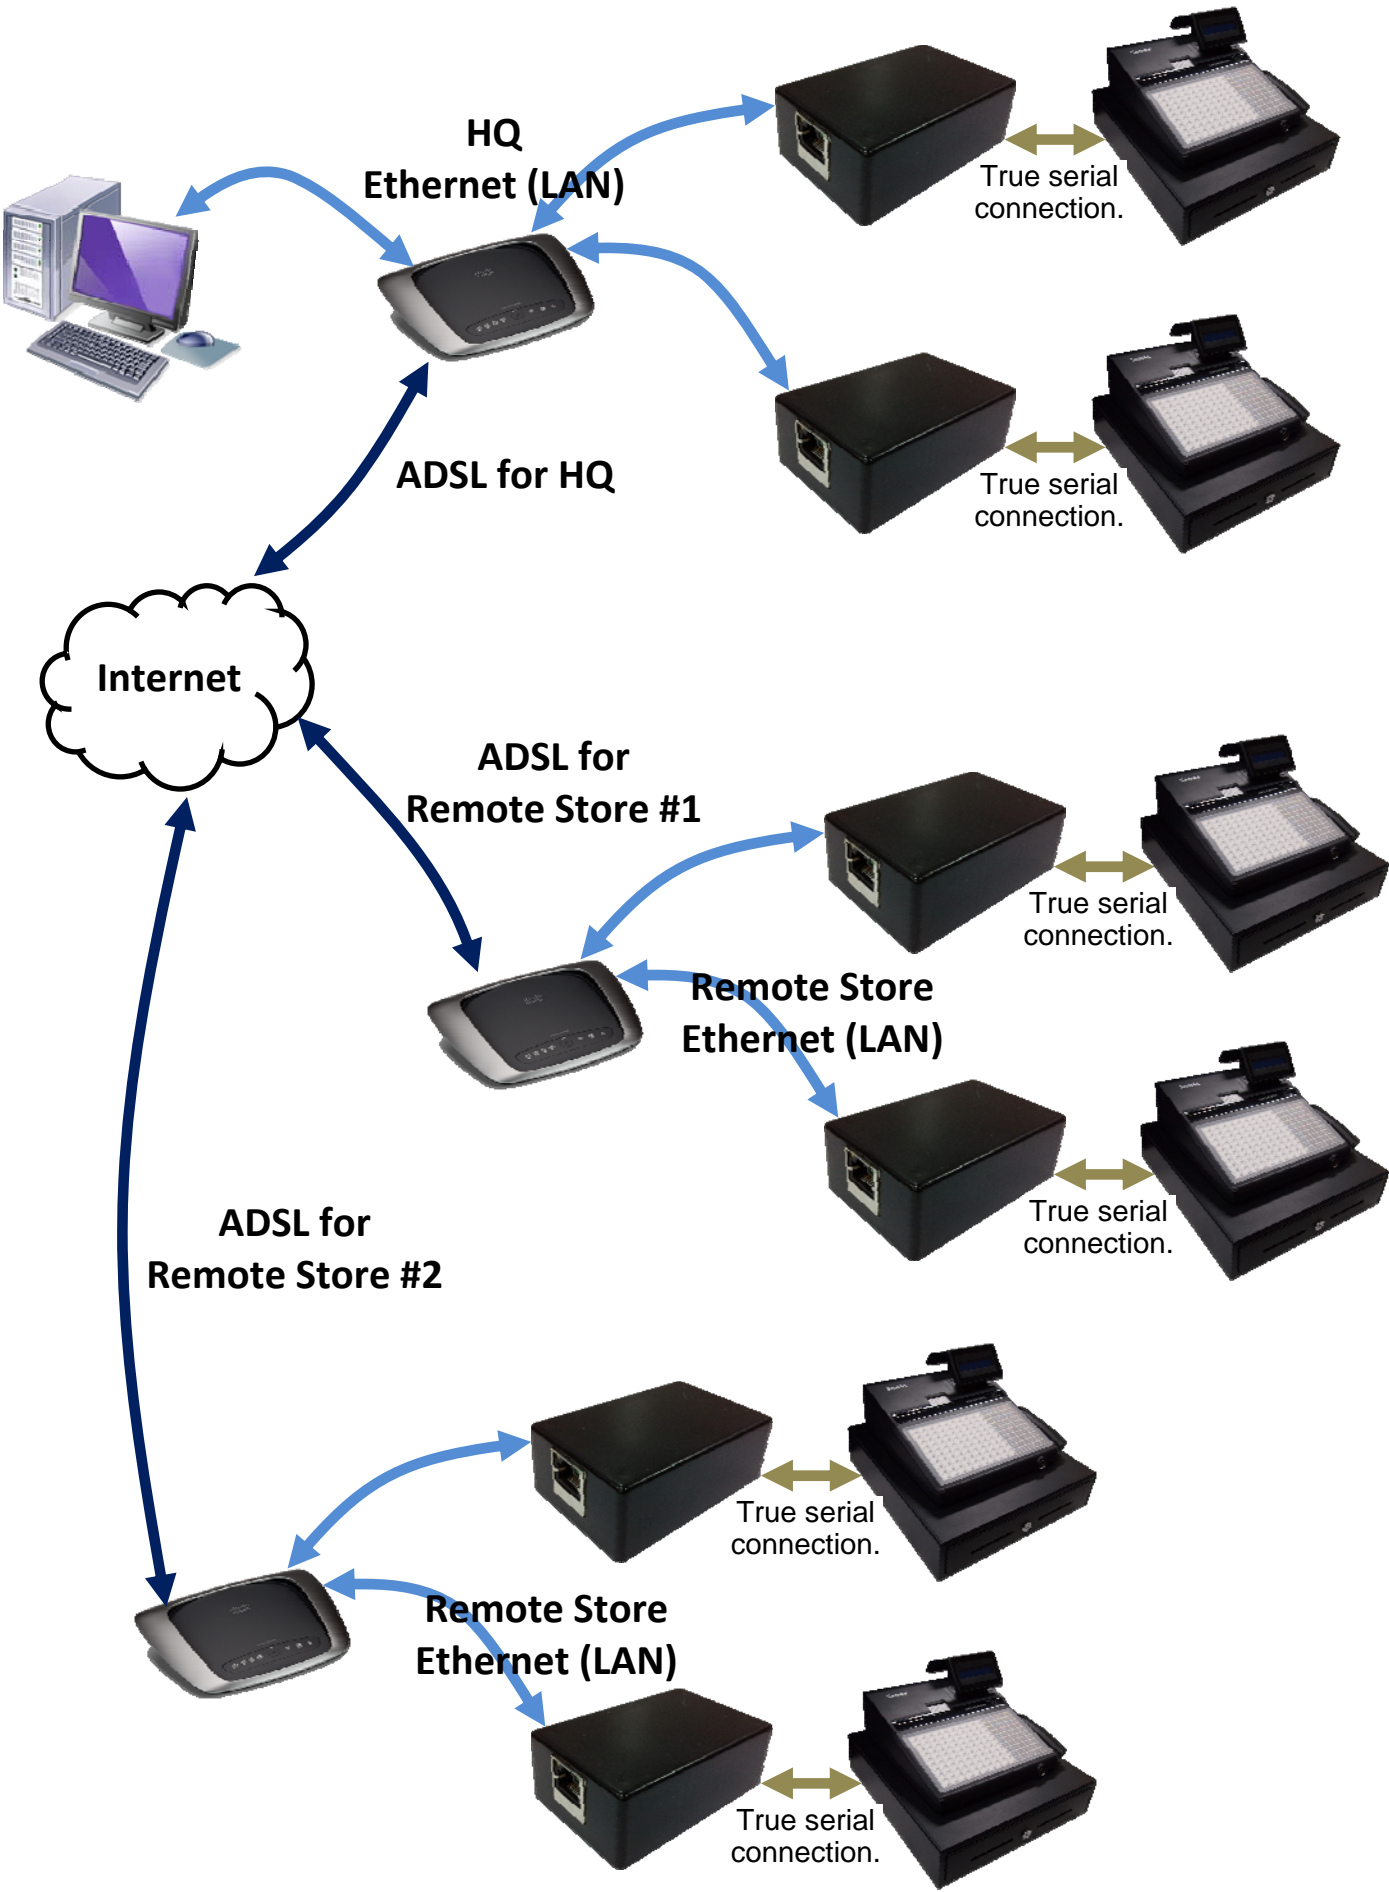 HQ
Ethernet (LAN)
True serial
connection.
ADSL for HQ
True serial
connection.
Internet
ADSL for
Remote Store #1
True serial
connection.
Remote Store
Ethernet (LAN)
True serial
connection.
ADSL for
Remote Store #2
True serial
connection.
Remote Store
Ethernet (LAN)
True serial
connection.